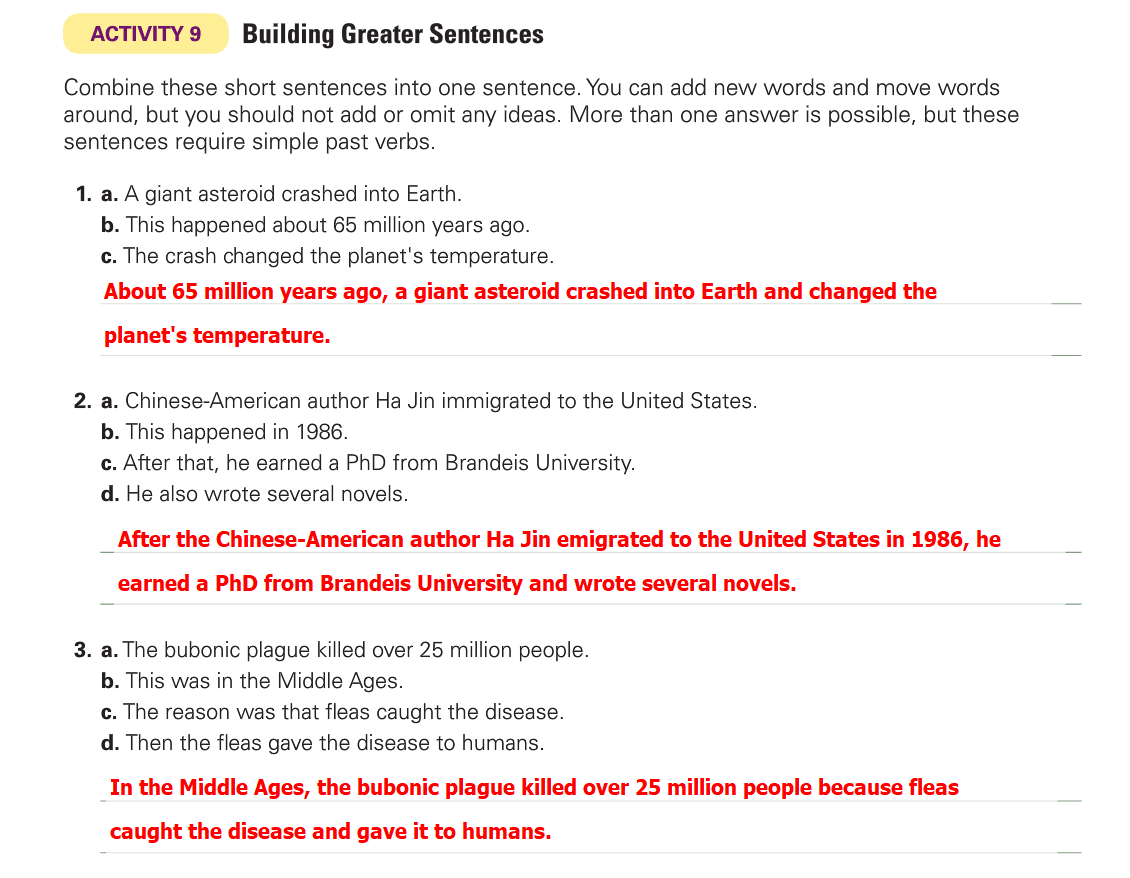 ACTIVITY 9 Building Greater Sentences
Combine these short sentences into one sentence. You can add new words and move words
around, but you should not add or omit any ideas. More than one answer is possible, but these
sentences require simple past verbs.
1. a. A giant asteroid crashed into Earth.
b. This happened about 65 million years ago.
c. The crash changed the planet's temperature.
About 65 million years ago, a giant asteroid crashed into Earth and changed the
planet's temperature.
2. a. Chinese-American author Ha Jin immigrated to the United States.
b. This happened in 1986.
c. After that, he earned a PhD from Brandeis University.
d. He also wrote several novels.
After the Chinese-American author Ha Jin emigrated to the United States in 1986, he
earned a PhD from Brandeis University and wrote several novels.
3. a. The bubonic plague killed over 25 million people.
b. This was in the Middle Ages.
c. The reason was that fleas caught the disease.
d. Then the fleas gave the disease to humans.
In the Middle Ages, the bubonic plague killed over 25 million people because fleas
caught the disease and gave it to humans.